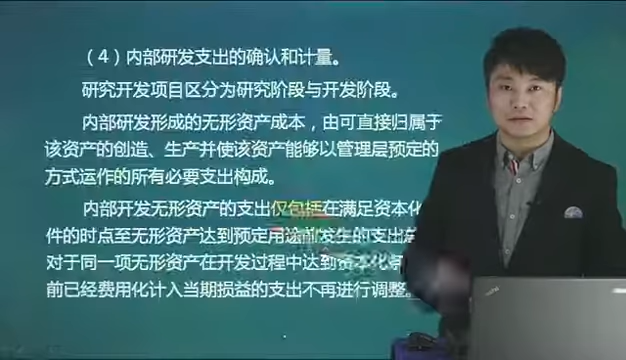 （4）内部研发支出的确认和计量。
研究开发项目区分为研究阶段与开发阶段。
内部研发形成的无形资产成本，由可直接归属于
该资产的创造、生产并使该资产能够以管理层预定的
方式运作的所有必要支出构成。
内部开发无形资产的支出仅包括在满足资本化
件的时点至无形资产达到预定用途前发生的支出
对于同一项无形资产在开发过程中达到资本化
前已经费用化计入当期损益的支出不再进行调整。
ThinkPad